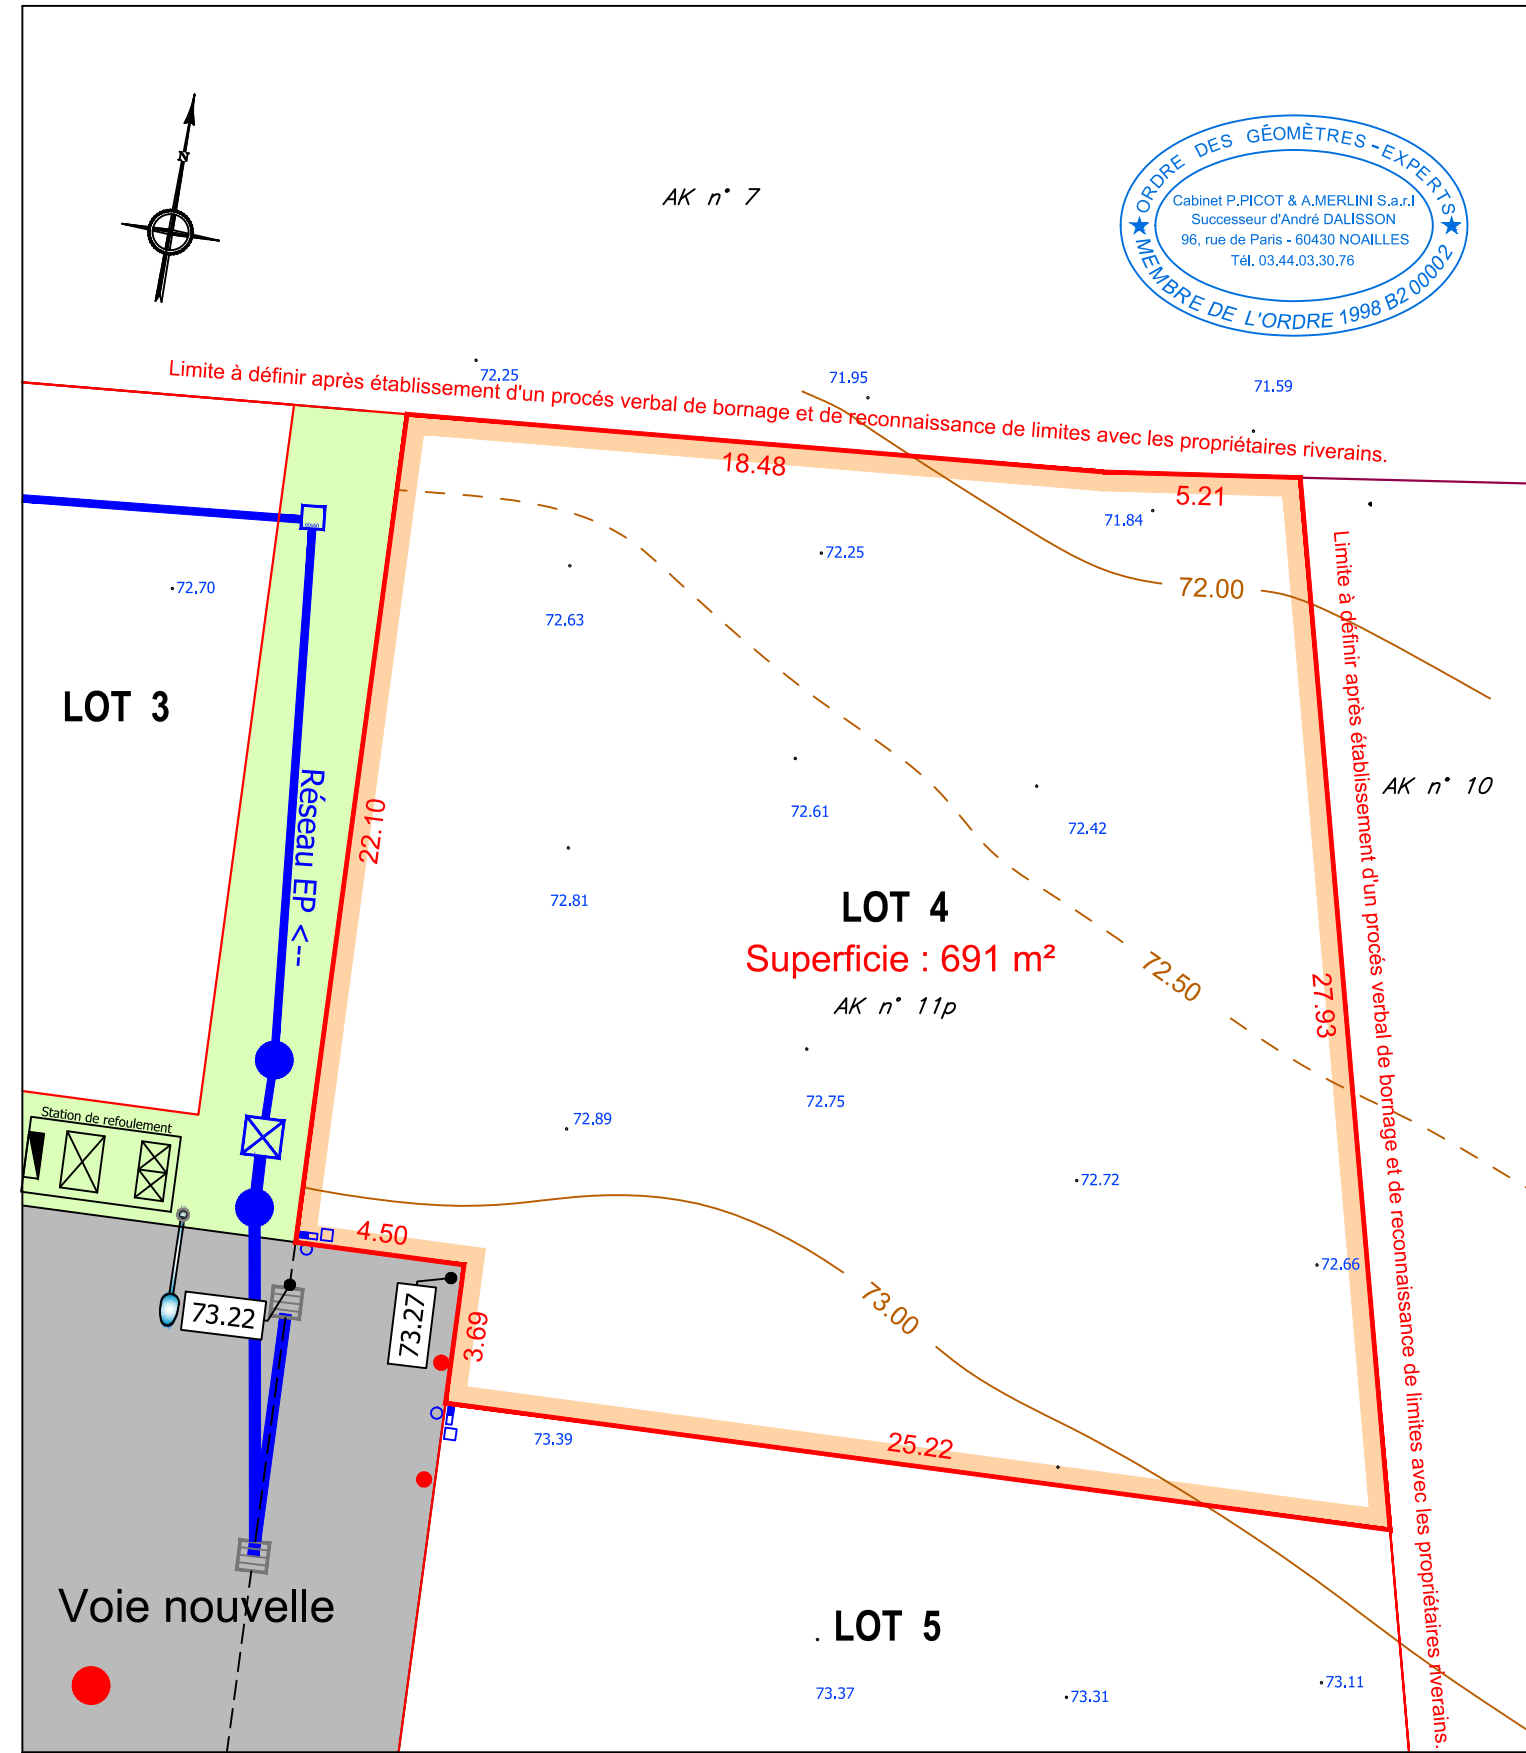 N
AK n° 7
ORDRE DES GÉOMÈTRES - EXPERTS
Cabinet P.PICOT & A.MERLINI S.a.r.l
Successeur d'André DALISSON
96, rue de Paris - 60430 NOAILLES
Tél. 03.44.03.30.76
MEMBRE DE L'ORDRE 1998 B2 00002
Limite à définir après établissement d'un procés verbal de bornage et de reconnaissance de limites avec les propriétaires riverains.
72.25
71.95
71.59
18.48
5.21
71.84
72.25
72.70
72.63
72.00
Limite à définir après établissement d'un procés verbal de bornage et de reconnaissance de limites avec les propriétaires riverains.
LOT 3
Réseau EP <--
22.10
72.61
72.42
AK n° 10
72.81
LOT 4
Superficie : 691 m²
AK n° 11p
72.50
27.93
72.75
72.89
Station de refoulement
72.72
4.50
72.66
73.22
73.27
3.69
73.00
73.39
25.22
Voie nouvelle
LOT 5
73.37
73.31
73.11